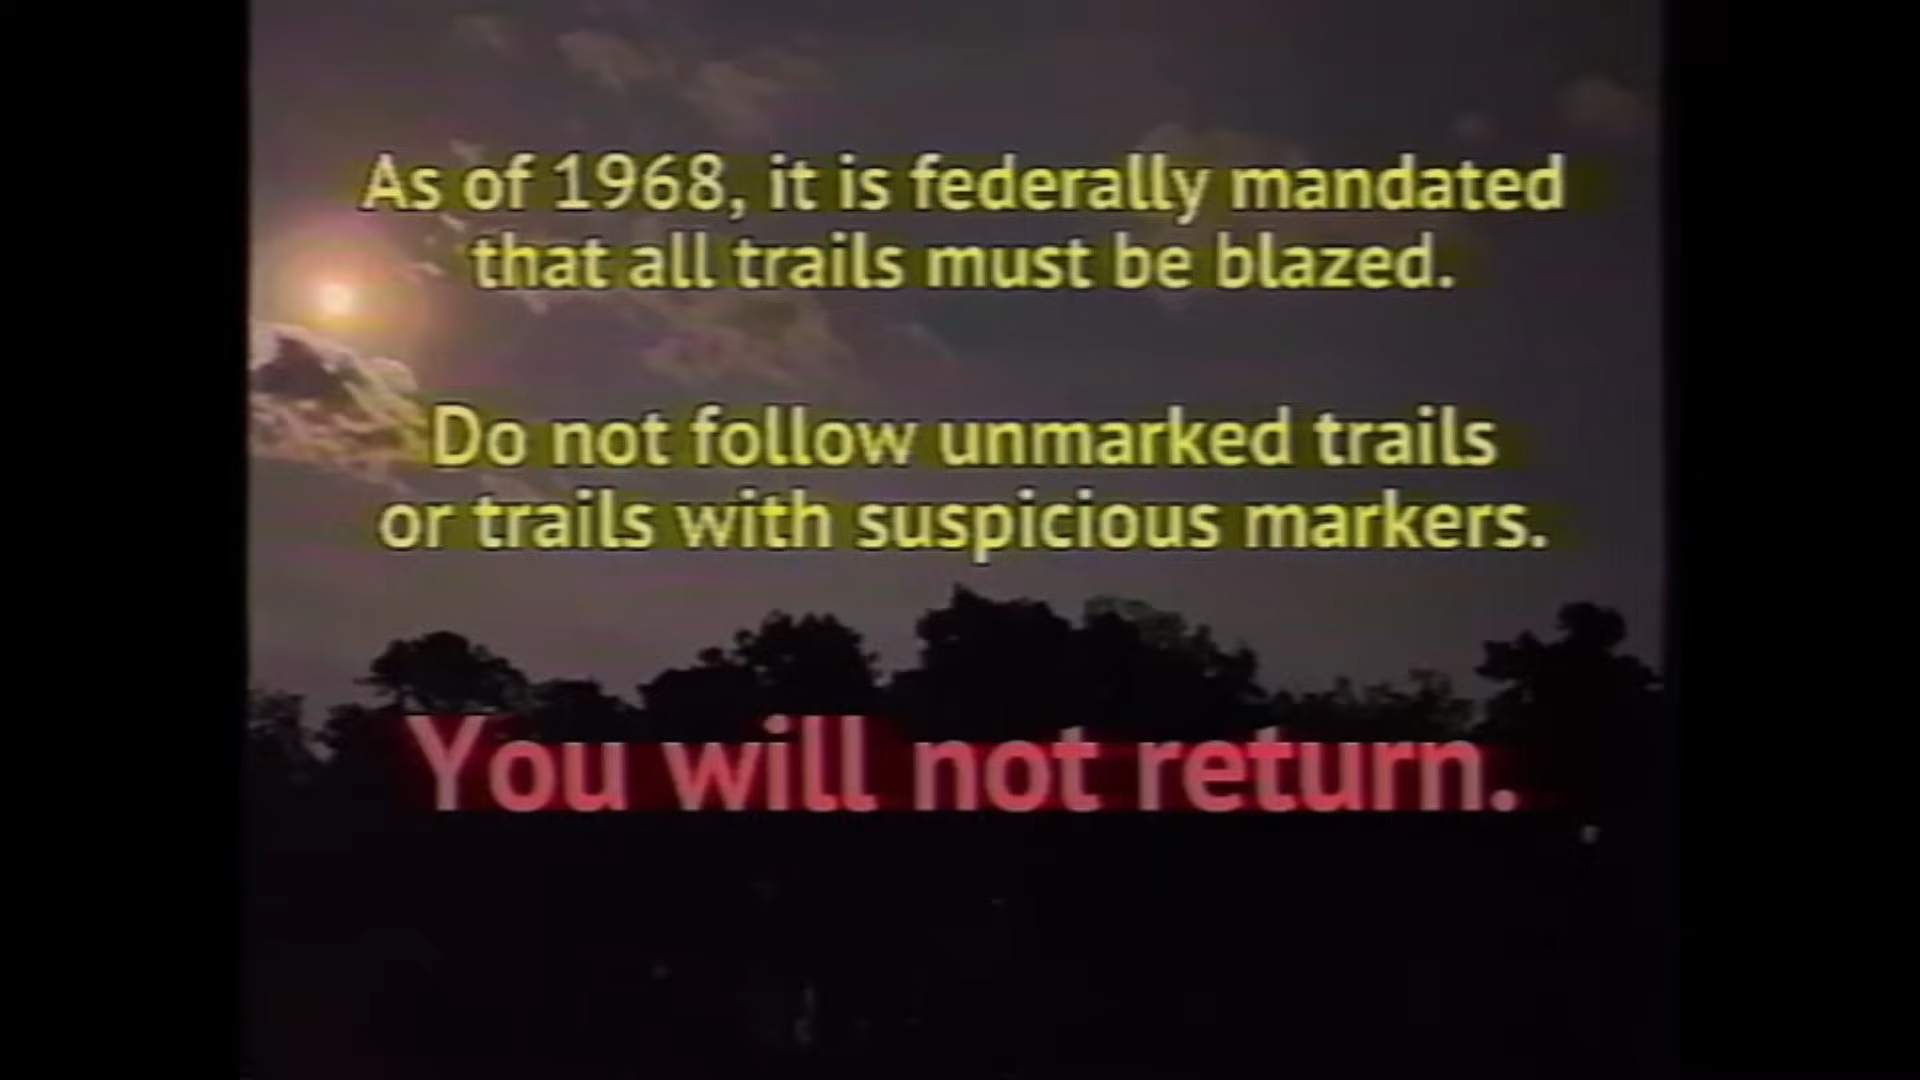 As of 1968, it is federally mandated
that all trails must be blazed.
Do not follow unmarked trails
or trails with suspicious markers.
You will not return.